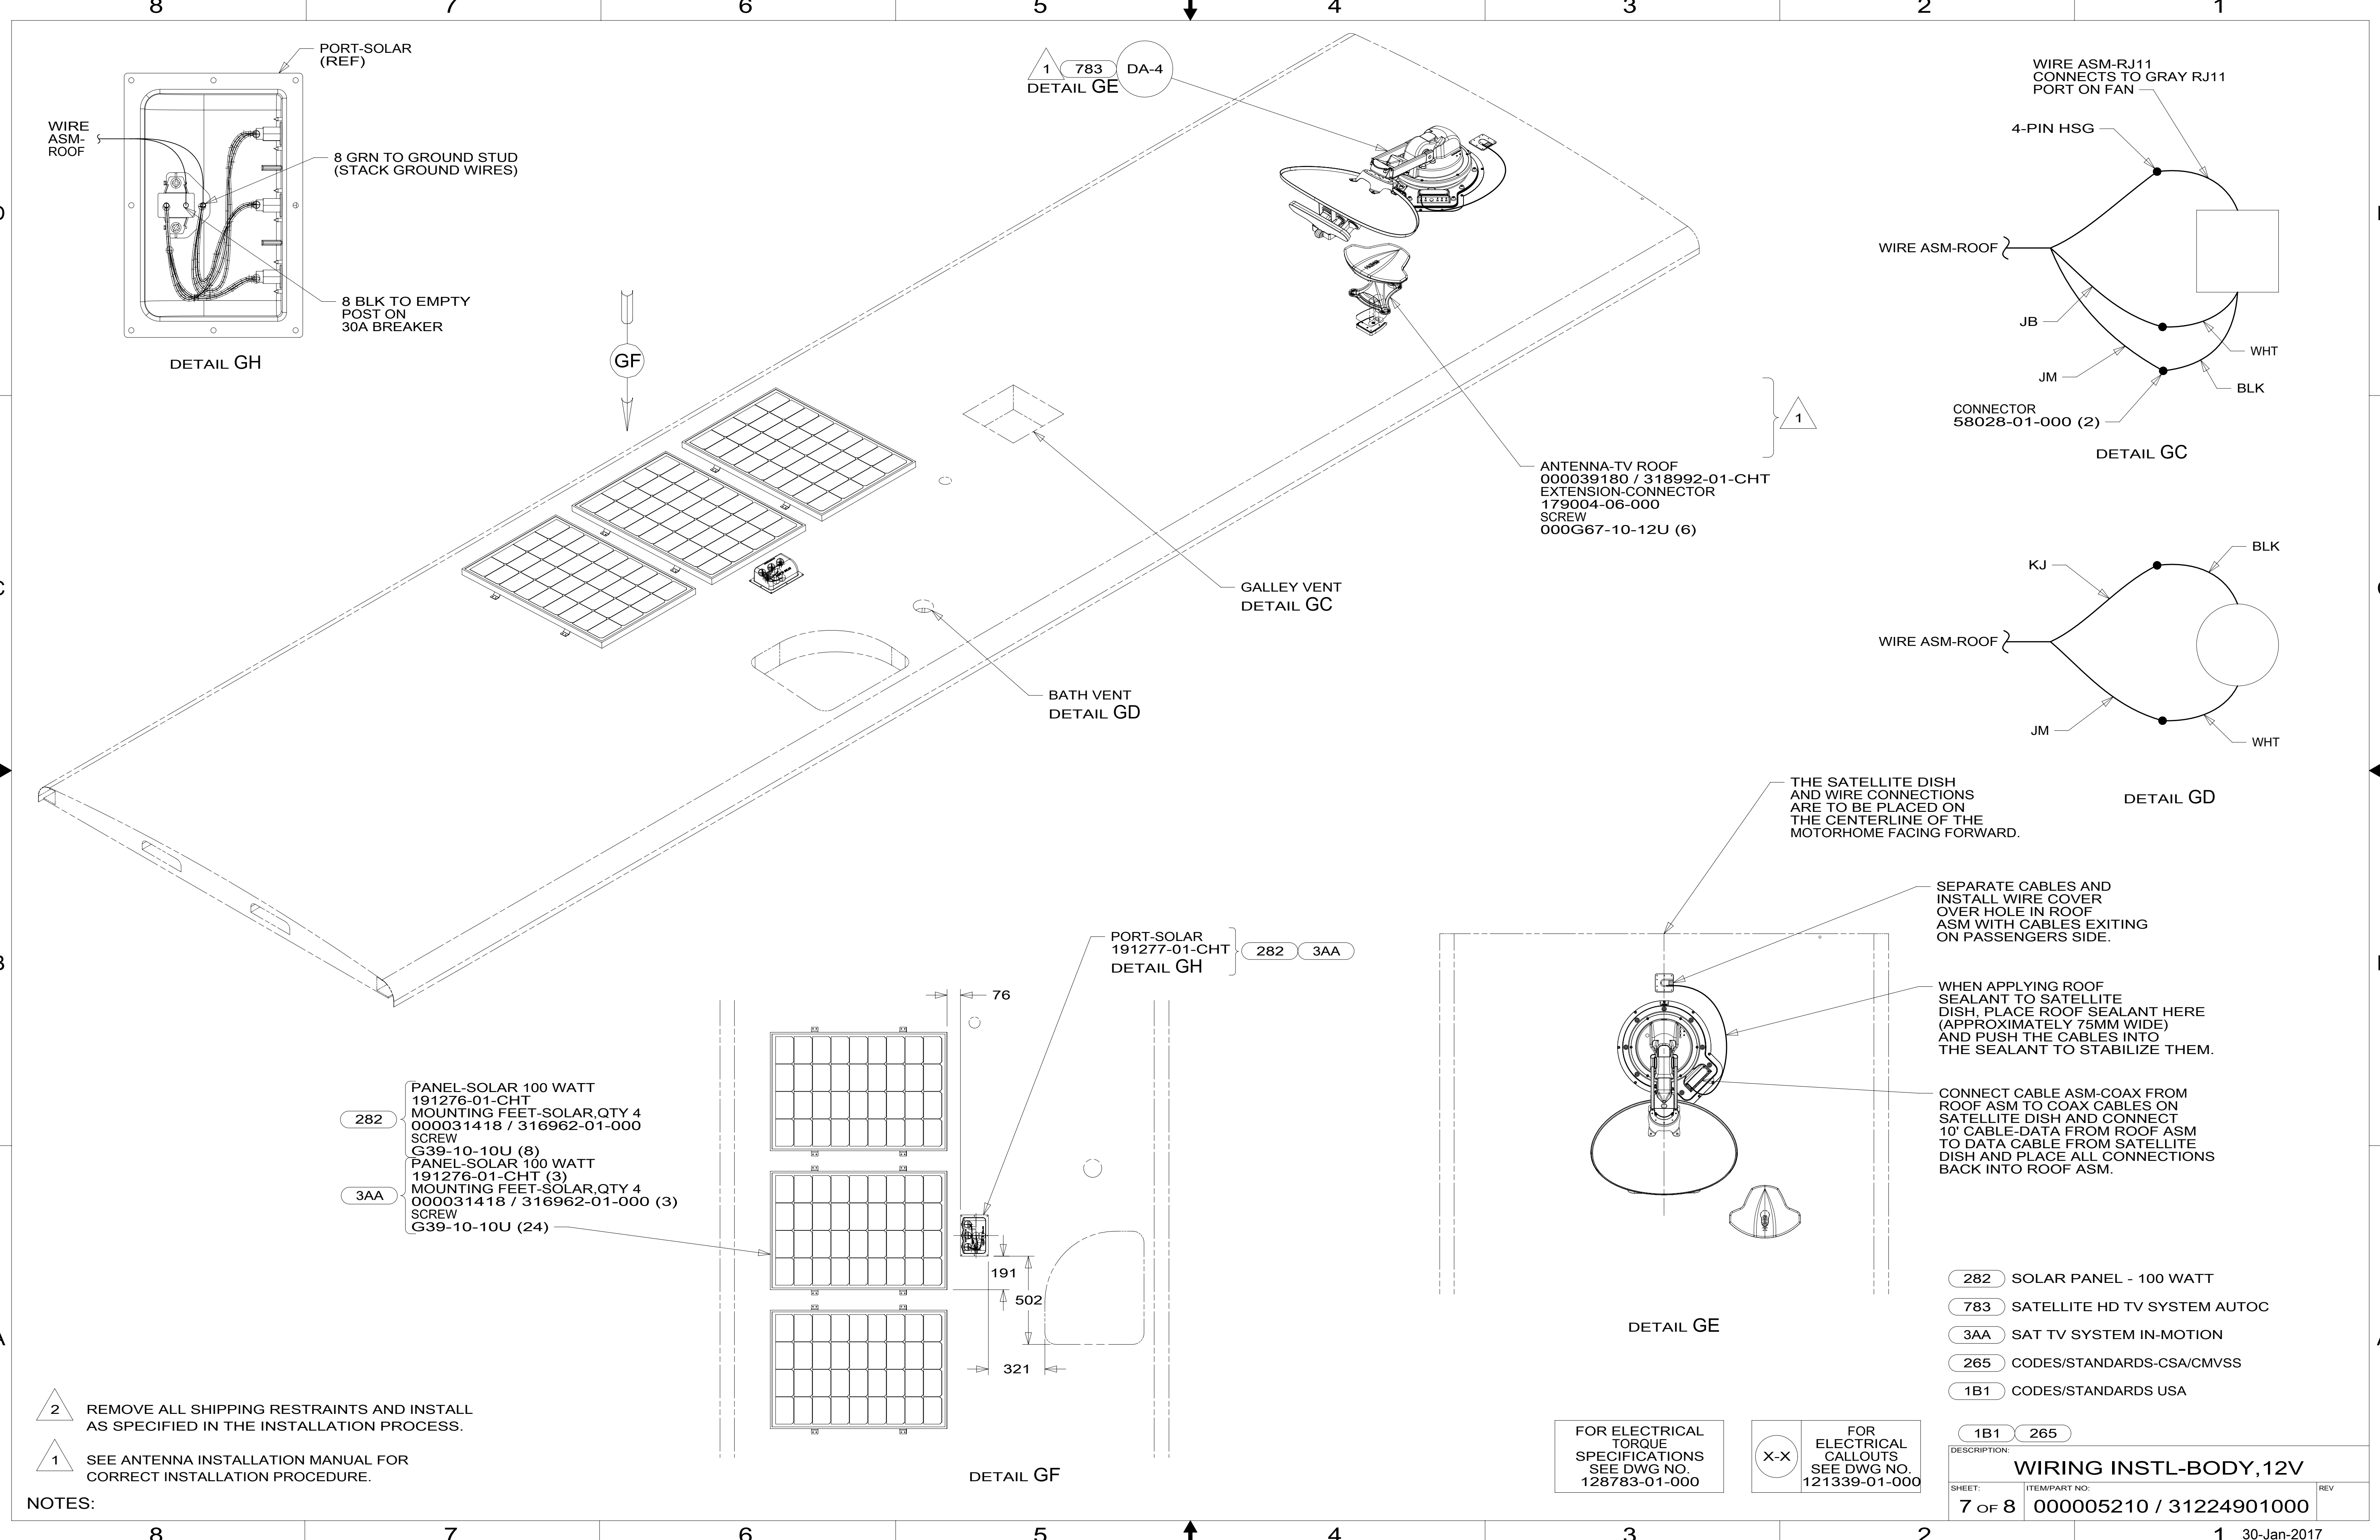 8 7 6 5 4 3 2 1
PORT-SOLAR
(REF)
WIRE
ASM-
ROOF
8 GRN TO GROUND STUD
(STACK GROUND WIRES)
8 BLK TO EMPTY
POST ON
30A BREAKER
DETAIL GH
GF
1 783 DA-4
DETAIL GE
WIRE ASM-RJ11
CONNECTS TO GRAY RJ11
PORT ON FAN
4-PIN HSG
WIRE ASM-ROOF
JB
WHT
JM
BLK
CONNECTOR
58028-01-000 (2)
DETAIL GC
1
ANTENNA-TV ROOF
000039180 / 318992-01-CHT
EXTENSION-CONNECTOR
179004-06-000
SCREW
000G67-10-12U (6)
GALLEY VENT
DETAIL GC
BATH VENT
DETAIL GD
KJ
BLK
WIRE ASM-ROOF
JM
WHT
DETAIL GD
THE SATELLITE DISH
AND WIRE CONNECTIONS
ARE TO BE PLACED ON
THE CENTERLINE OF THE
MOTORHOME FACING FORWARD.
SEPARATE CABLES AND
INSTALL WIRE COVER
OVER HOLE IN ROOF
ASM WITH CABLES EXITING
ON PASSENGERS SIDE.
WHEN APPLYING ROOF
SEALANT TO SATELLITE
DISH, PLACE ROOF SEALANT HERE
(APPROXIMATELY 75MM WIDE)
AND PUSH THE CABLES INTO
THE SEALANT TO STABILIZE THEM.
CONNECT CABLE ASM-COAX FROM
ROOF ASM TO COAX CABLES ON
SATELLITE DISH AND CONNECT
10' CABLE-DATA FROM ROOF ASM
TO DATA CABLE FROM SATELLITE
DISH AND PLACE ALL CONNECTIONS
BACK INTO ROOF ASM.
DETAIL GE
PORT-SOLAR
191277-01-CHT
DETAIL GH
282 3AA
76
191
502
321
282
PANEL-SOLAR 100 WATT
191276-01-CHT
MOUNTING FEET-SOLAR,QTY 4
000031418 / 316962-01-000
SCREW
G39-10-10U (8)
3AA
PANEL-SOLAR 100 WATT
191276-01-CHT (3)
MOUNTING FEET-SOLAR,QTY 4
000031418 / 316962-01-000 (3)
SCREW
G39-10-10U (24)
DETAIL GF
282 SOLAR PANEL - 100 WATT
783 SATELLITE HD TV SYSTEM AUTOC
3AA SAT TV SYSTEM IN-MOTION
265 CODES/STANDARDS-CSA/CMVSS
1B1 CODES/STANDARDS USA
2 REMOVE ALL SHIPPING RESTRAINTS AND INSTALL
AS SPECIFIED IN THE INSTALLATION PROCESS.
1 SEE ANTENNA INSTALLATION MANUAL FOR
CORRECT INSTALLATION PROCEDURE.
NOTES:
FOR ELECTRICAL
TORQUE
SPECIFICATIONS
SEE DWG NO.
128783-01-000
X-X
FOR
ELECTRICAL
CALLOUTS
SEE DWG NO.
121339-01-000
1B1 265
DESCRIPTION:
WIRING INSTL-BODY,12V
SHEET:
7 OF 8
ITEM/PART NO:
000005210 / 31224901000
REV
8 7 6 5 4 3 2 1
30-Jan-2017